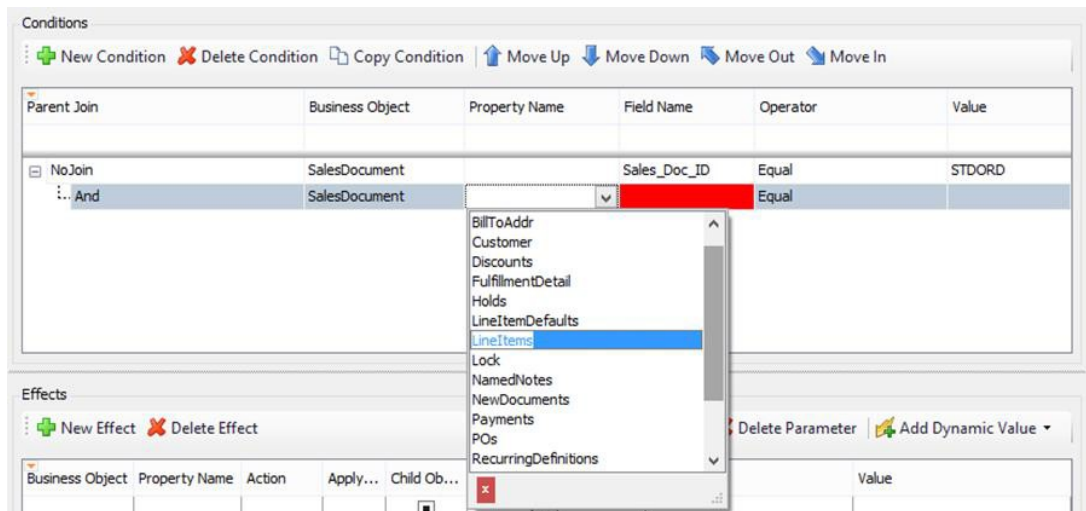 Conditions
New Condition Delete Condition Copy Condition Move Up Move Down Move Out Move In
Parent Join Business Object Property Name Field Name Operator Value
NoJoin SalesDocument Sales_Doc_ID Equal STDORD
And SalesDocument Equal
BillToAddr
Customer
Discounts
FulfillmentDetail
Holds
LineItemDefaults
LineItems
Lock
NamedNotes
NewDocuments
Payments
POs
RecurringDefinitions
Effects
New Effect Delete Effect Delete Parameter Add Dynamic Value
Business Object Property Name Action Apply... Child Ob... Value